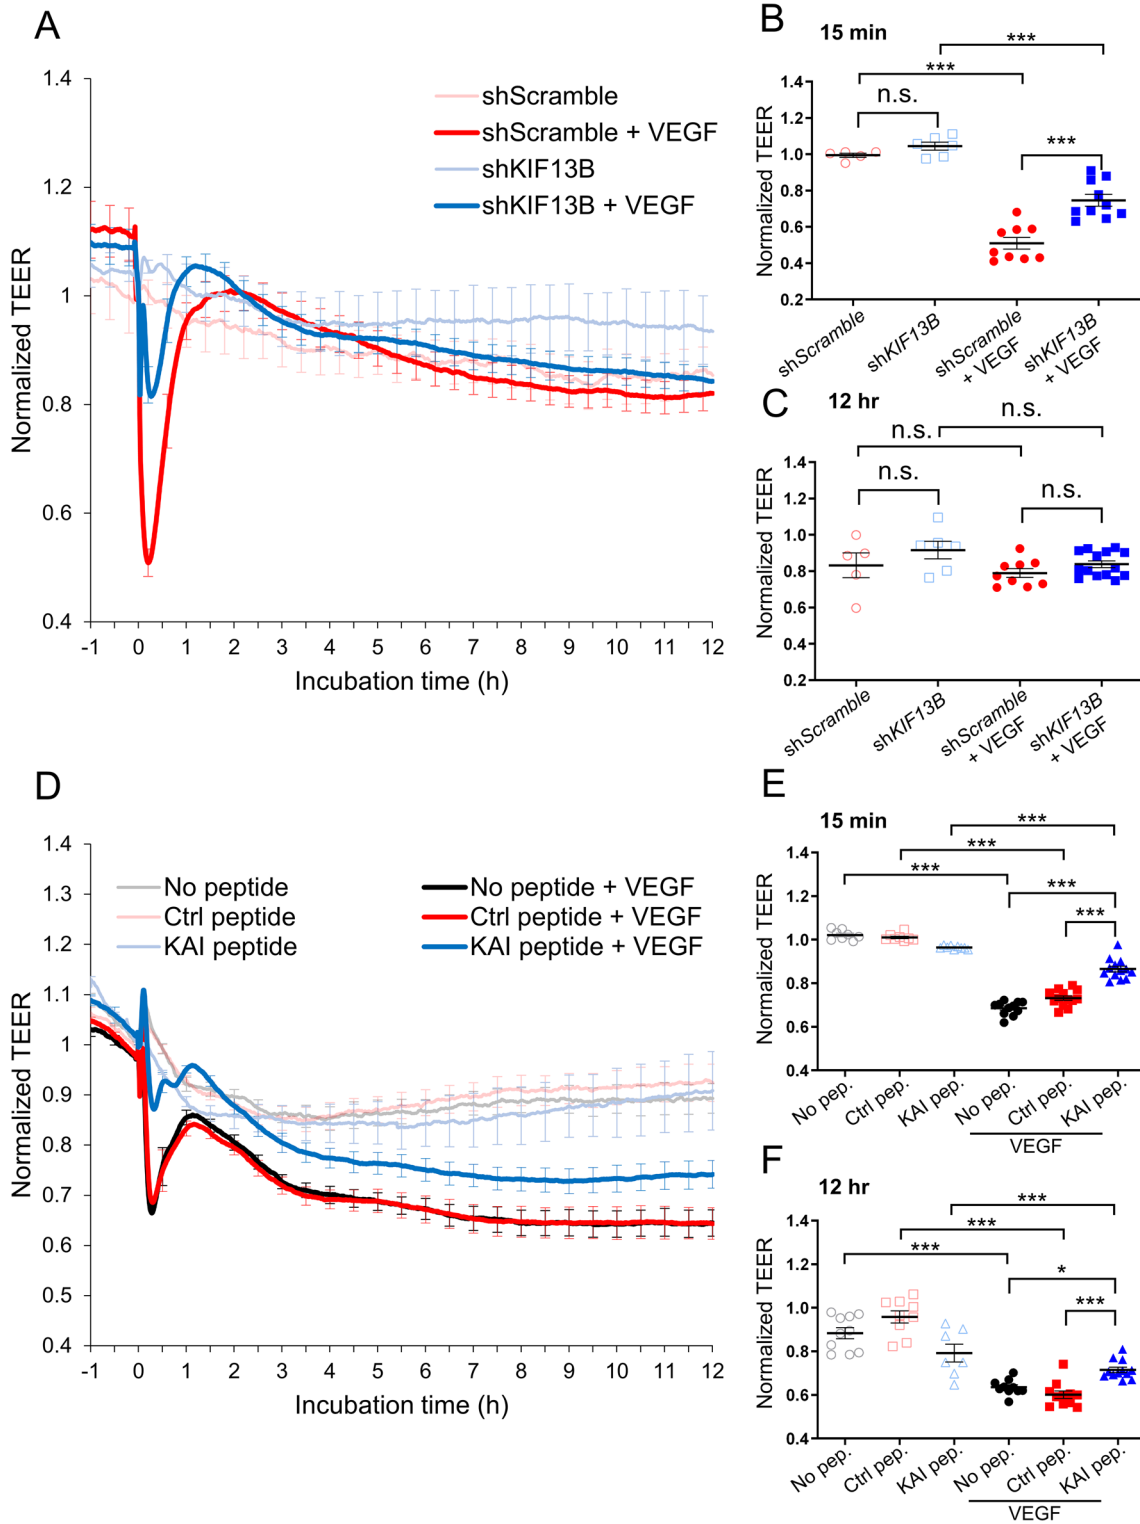 A
shScramble
shScramble + VEGF
shKIF13B
shKIF13B + VEGF
Normalized TEER
1.4
1.2
1
0.8
0.6
0.4
-1 0 1 2 3 4 5 6 7 8 9 10 11 12
Incubation time (h)
B
15 min
***
***
n.s.
***
Normalized TEER
1.4
1.2
1.0
0.8
0.6
0.4
0.2
shScramble
shKIF13B
shScramble
+ VEGF
shKIF13B
+ VEGF
C
12 hr
n.s.
n.s.
n.s.
n.s.
Normalized TEER
1.4
1.2
1.0
0.8
0.6
0.4
0.2
shScramble
shKIF13B
shScramble
+ VEGF
shKIF13B
+ VEGF
D
No peptide
Ctrl peptide
KAI peptide
No peptide + VEGF
Ctrl peptide + VEGF
KAI peptide + VEGF
Normalized TEER
1.4
1.3
1.2
1.1
1
0.9
0.8
0.7
0.6
0.5
0.4
-1 0 1 2 3 4 5 6 7 8 9 10 11 12
Incubation time (h)
E
15 min
***
***
***
***
***
Normalized TEER
1.4
1.2
1.0
0.8
0.6
0.4
No pep.
Ctrl pep.
KAI pep.
No pep.
Ctrl pep.
KAI pep.
VEGF
F
12 hr
***
***
***
*
***
Normalized TEER
1.4
1.2
1.0
0.8
0.6
0.4
No pep.
Ctrl pep.
KAI pep.
No pep.
Ctrl pep.
KAI pep.
VEGF